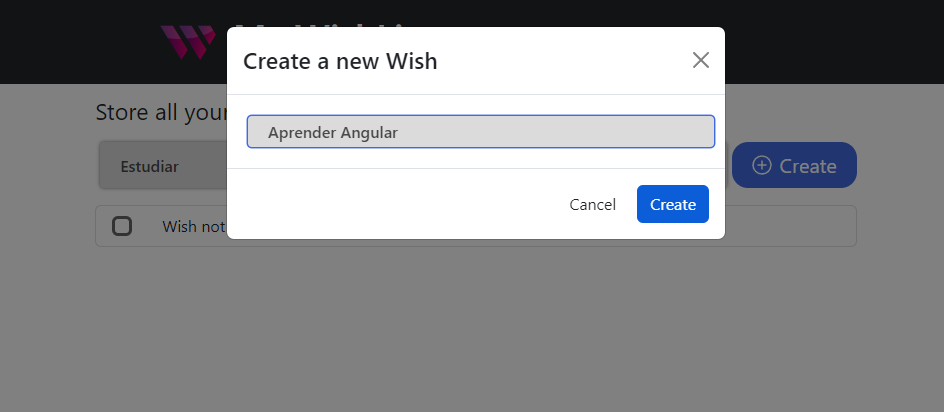 Create a new Wish
Store all your
Aprender Angular
Estudiar
Create
Cancel
Create
Wish not